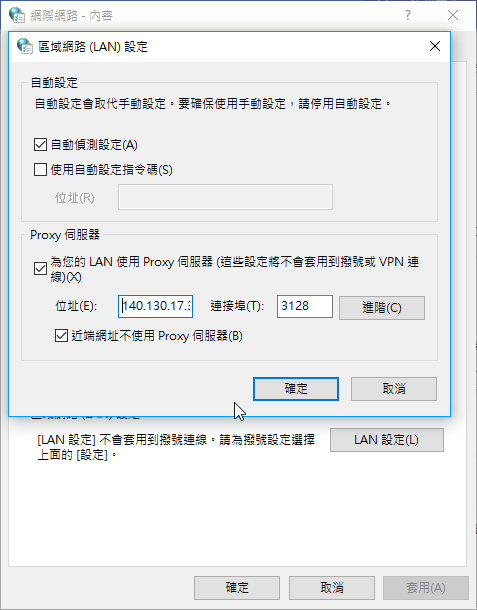 網際網路 - 內容
區域網路 (LAN) 設定
自動設定
自動設定會取代手動設定。要確保使用手動設定，請停用自動設定。
自動偵測設定(A)
使用自動設定指令碼(S)
位址(R)
Proxy 伺服器
為您的 LAN 使用 Proxy 伺服器 (這些設定將不會套用到撥號或 VPN 連
線)(X)
位址(E): 140.130.17.3 連接埠(T): 3128 進階(C)
近端網址不使用 Proxy 伺服器(B)
確定 取消
區域網路 (LAN) 設定
[LAN 設定] 不會套用到撥號連線。請為撥號設定選擇
上面的 [設定]。
LAN 設定(L)
確定 取消 套用(A)